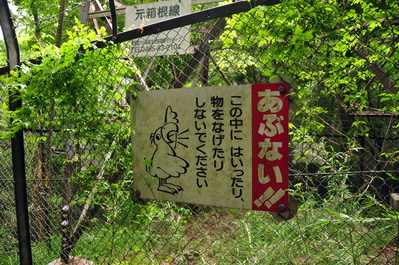 元箱根線
あぶない!!
この中に はいったり、
物をなげたり
しないでください